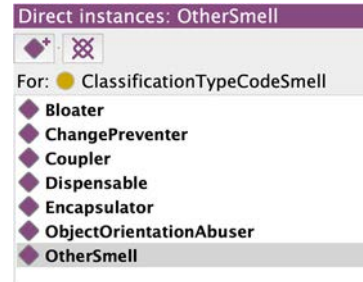 Direct instances: OtherSmell
For: ClassificationTypeCodeSmell
Bloater
ChangePreventer
Coupler
Dispensable
Encapsulator
ObjectOrientationAbuser
OtherSmell